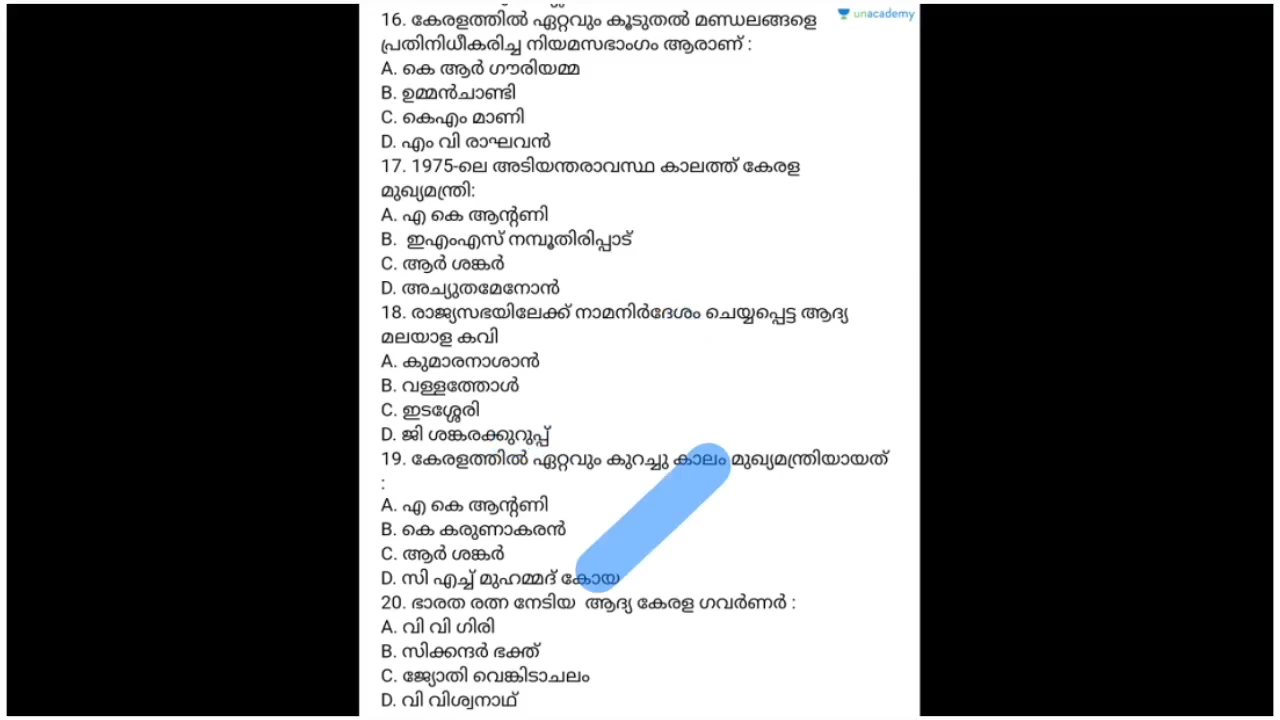 unacademy
16. കേരളത്തിൽ ഏറ്റവും കൂടുതൽ മണ്ഡലങ്ങളെ
പ്രതിനിധീകരിച്ച നിയമസഭാംഗം ആരാണ് :
A. കെ ആർ ഗൗരിയമ്മ
B. ഉമ്മൻചാണ്ടി
C. കെഎം മാണി
D. എം വി രാഘവൻ
17. 1975-ലെ അടിയന്തരാവസ്ഥ കാലത്ത് കേരള
മുഖ്യമന്ത്രി:
A. എ കെ ആന്റണി
B.  ഇഎംഎസ് നമ്പൂതിരിപ്പാട്
C. ആർ ശങ്കർ
D. അച്യുതമേനോൻ
18. രാജ്യസഭയിലേക്ക് നാമനിർദേശം ചെയ്യപ്പെട്ട ആദ്യ
മലയാള കവി
A. കുമാരനാശാൻ
B. വള്ളത്തോൾ
C. ഇടശ്ശേരി
D. ജി ശങ്കരക്കുറുപ്പ്
19. കേരളത്തിൽ ഏറ്റവും കുറച്ചു കാലം മുഖ്യമന്ത്രിയായത്
:
A. എ കെ ആന്റണി
B. കെ കരുണാകരൻ
C. ആർ ശങ്കർ
D. സി എച്ച് മുഹമ്മദ് കോയ
20. ഭാരത രത്ന നേടിയ  ആദ്യ കേരള ഗവർണർ :
A. വി വി ഗിരി
B. സിക്കന്ദർ ഭക്ത്
C. ജ്യോതി വെങ്കിടാചലം
D. വി വിശ്വനാഥ്